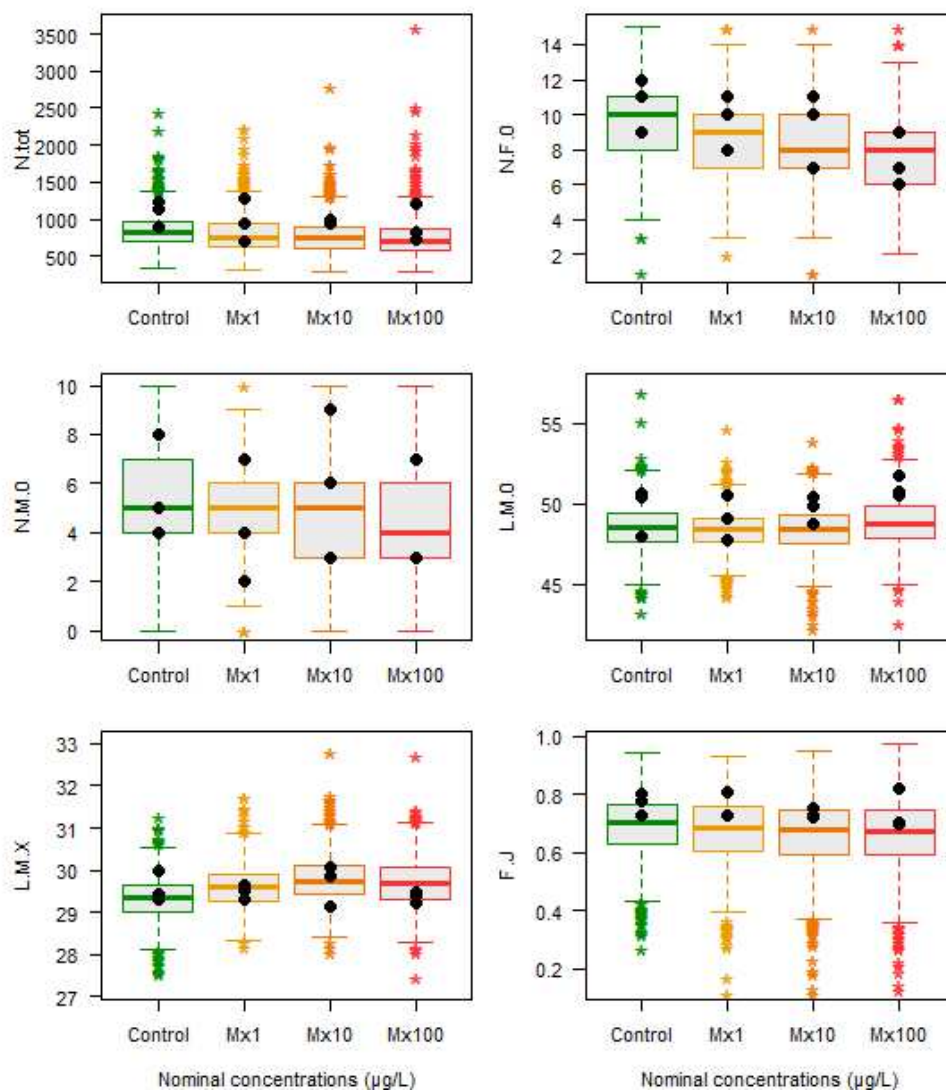 3500
3000
2500
2000
1500
1000
500
N.tot
Control Mx1 Mx10 Mx100
14
12
10
8
6
4
2
N.F.0
Control Mx1 Mx10 Mx100
10
8
6
4
2
0
N.M.0
Control Mx1 Mx10 Mx100
55
50
45
L.M.0
Control Mx1 Mx10 Mx100
33
32
31
30
29
28
27
L.M.X
Control Mx1 Mx10 Mx100
Nominal concentrations (µg/L)
1.0
0.8
0.6
0.4
0.2
F.J
Control Mx1 Mx10 Mx100
Nominal concentrations (µg/L)